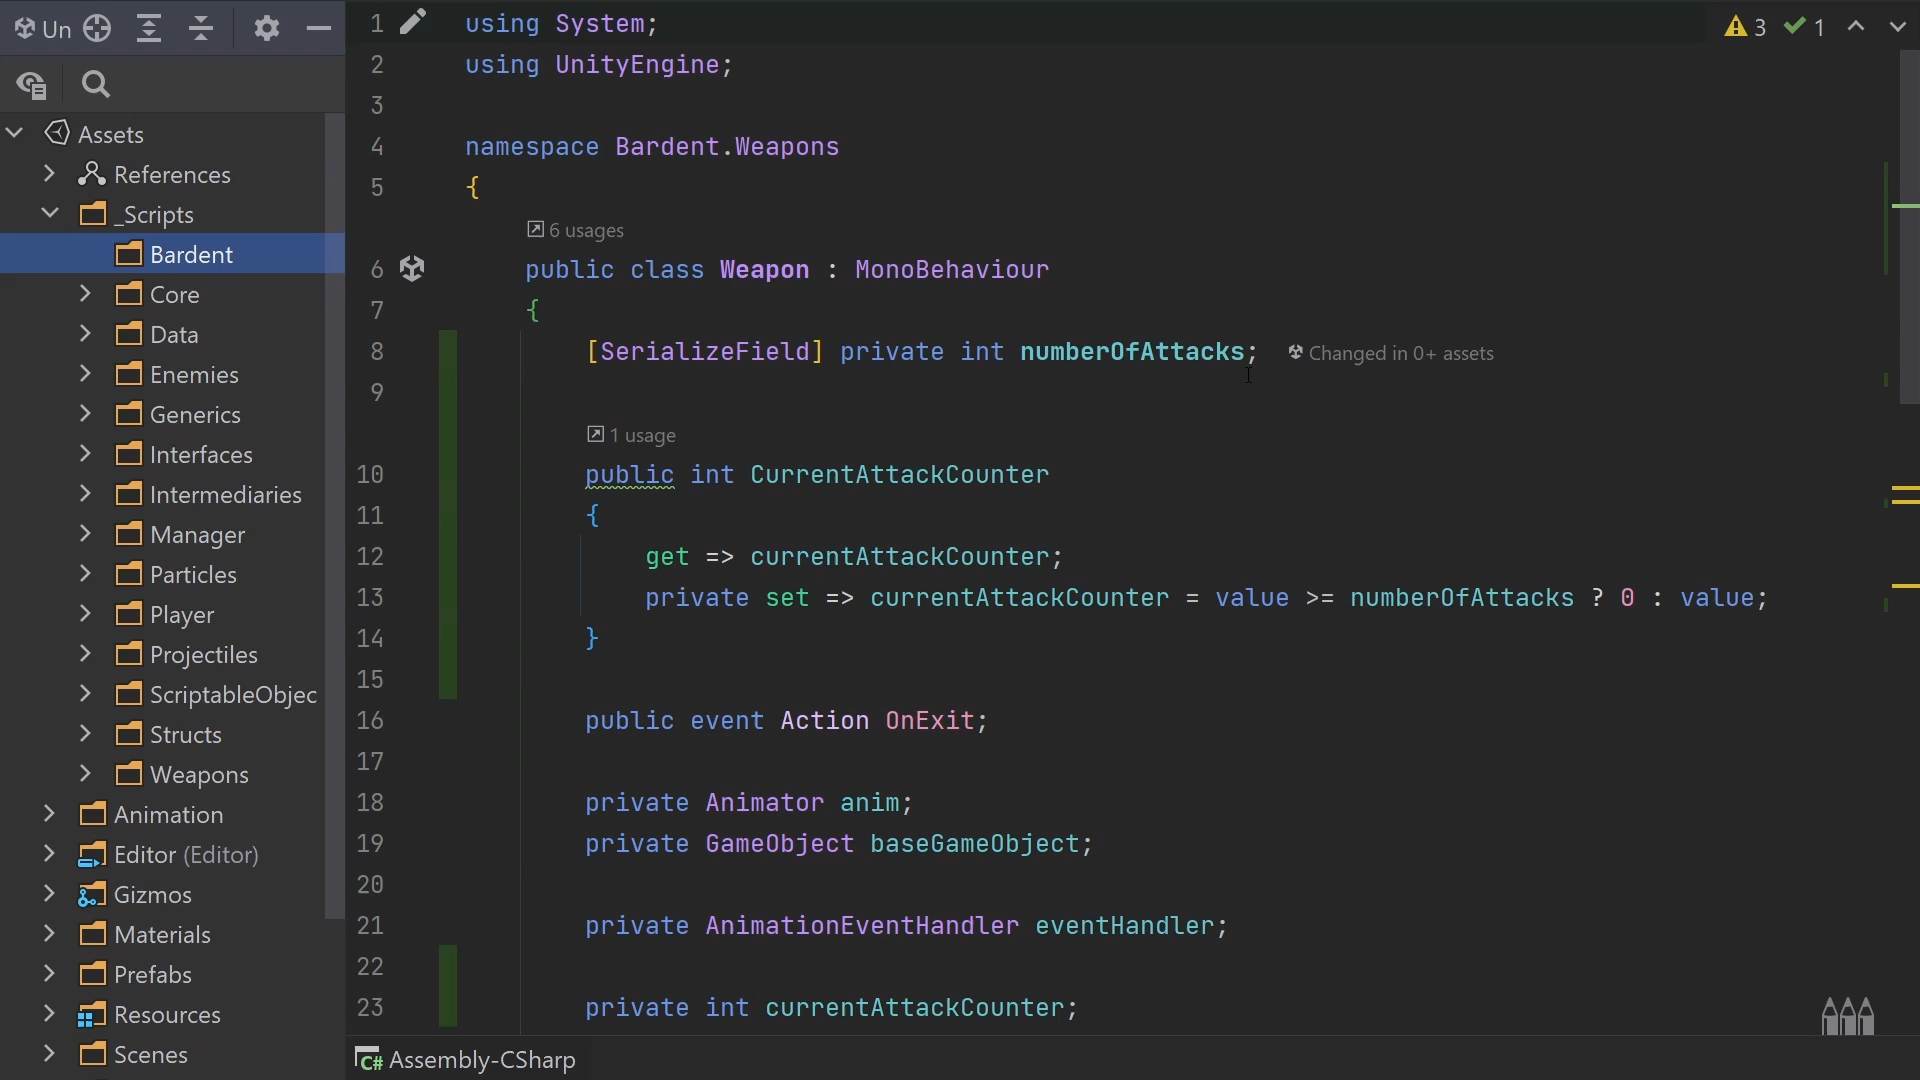 Un
Assets
References
_Scripts
Bardent
Core
Data
Enemies
Generics
Interfaces
Intermediaries
Manager
Particles
Player
Projectiles
ScriptableObjec
Structs
Weapons
Animation
Editor (Editor)
Gizmos
Materials
Prefabs
Resources
Scenes
3 1
1 using System;
2 using UnityEngine;
3
4 namespace Bardent.Weapons
5 {
6 usages
6 public class Weapon : MonoBehaviour
7 {
8 [SerializeField] private int numberOfAttacks; Changed in 0+ assets
9
1 usage
10 public int CurrentAttackCounter
11 {
12 get => currentAttackCounter;
13 private set => currentAttackCounter = value >= numberOfAttacks ? 0 : value;
14 }
15
16 public event Action OnExit;
17
18 private Animator anim;
19 private GameObject baseGameObject;
20
21 private AnimationEventHandler eventHandler;
22
23 private int currentAttackCounter;
C# Assembly-CSharp